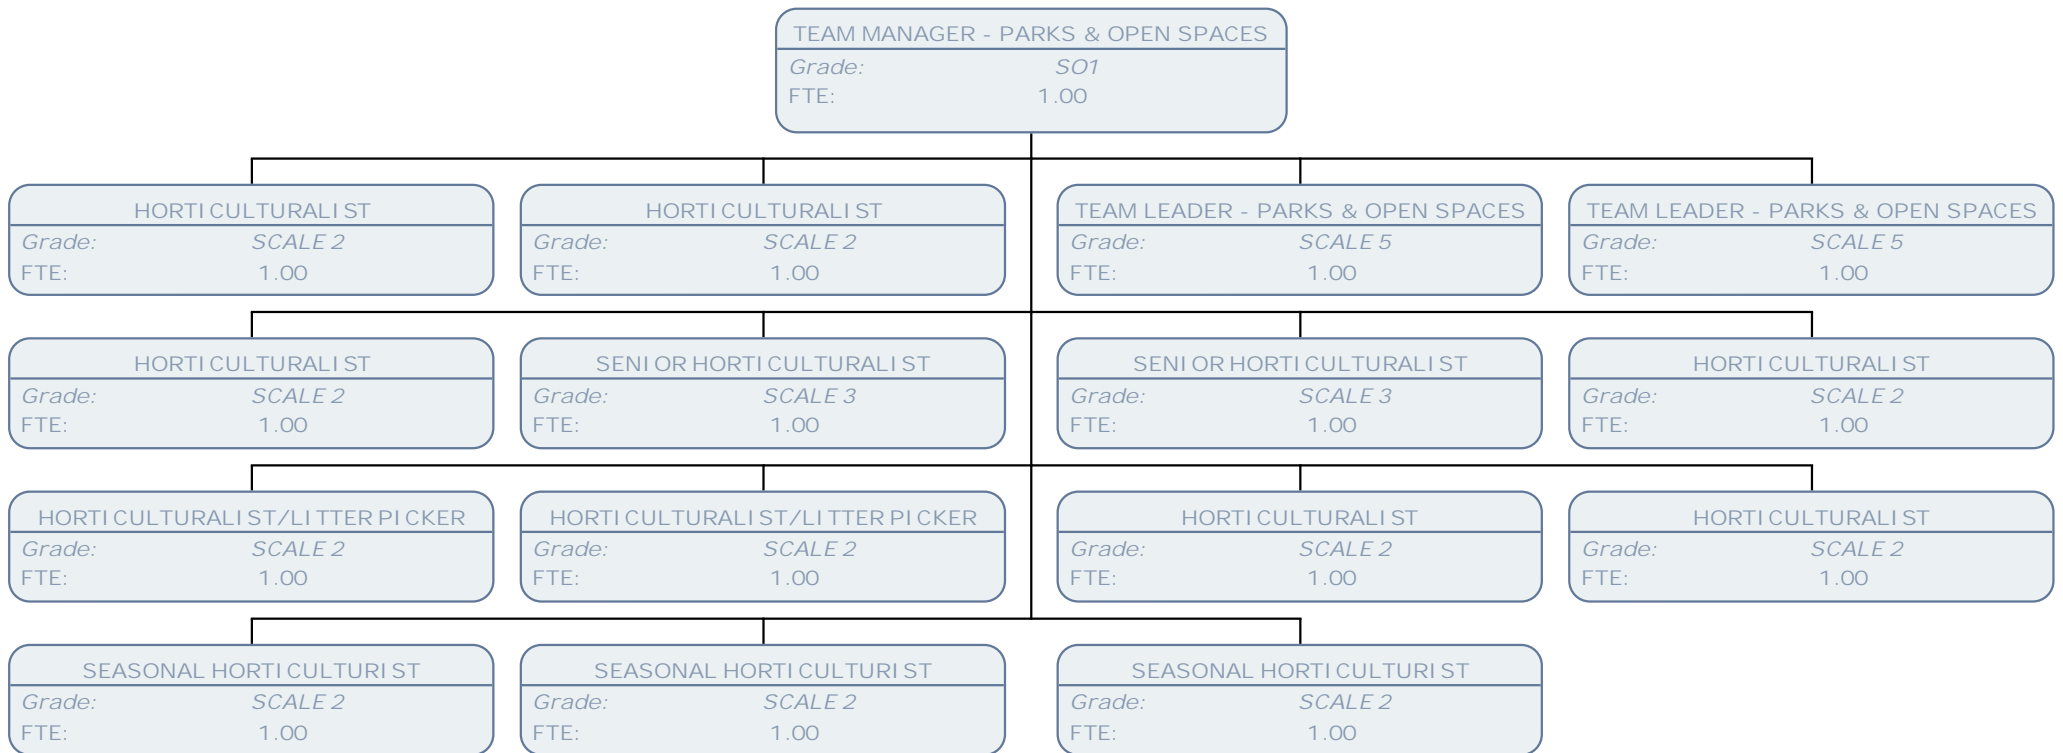 TEAM MANAGER - PARKS & OPEN SPACES
Grade: SO1
FTE: 1.00
HORTICULTURALIST
Grade: SCALE 2
FTE: 1.00
HORTICULTURALIST
Grade: SCALE 2
FTE: 1.00
TEAM LEADER - PARKS & OPEN SPACES
Grade: SCALE 5
FTE: 1.00
TEAM LEADER - PARKS & OPEN SPACES
Grade: SCALE 5
FTE: 1.00
HORTICULTURALIST
Grade: SCALE 2
FTE: 1.00
SENIOR HORTICULTURALIST
Grade: SCALE 3
FTE: 1.00
SENIOR HORTICULTURALIST
Grade: SCALE 3
FTE: 1.00
HORTICULTURALIST
Grade: SCALE 2
FTE: 1.00
HORTICULTURALIST/LITTER PICKER
Grade: SCALE 2
FTE: 1.00
HORTICULTURALIST/LITTER PICKER
Grade: SCALE 2
FTE: 1.00
HORTICULTURALIST
Grade: SCALE 2
FTE: 1.00
HORTICULTURALIST
Grade: SCALE 2
FTE: 1.00
SEASONAL HORTICULTURIST
Grade: SCALE 2
FTE: 1.00
SEASONAL HORTICULTURIST
Grade: SCALE 2
FTE: 1.00
SEASONAL HORTICULTURIST
Grade: SCALE 2
FTE: 1.00